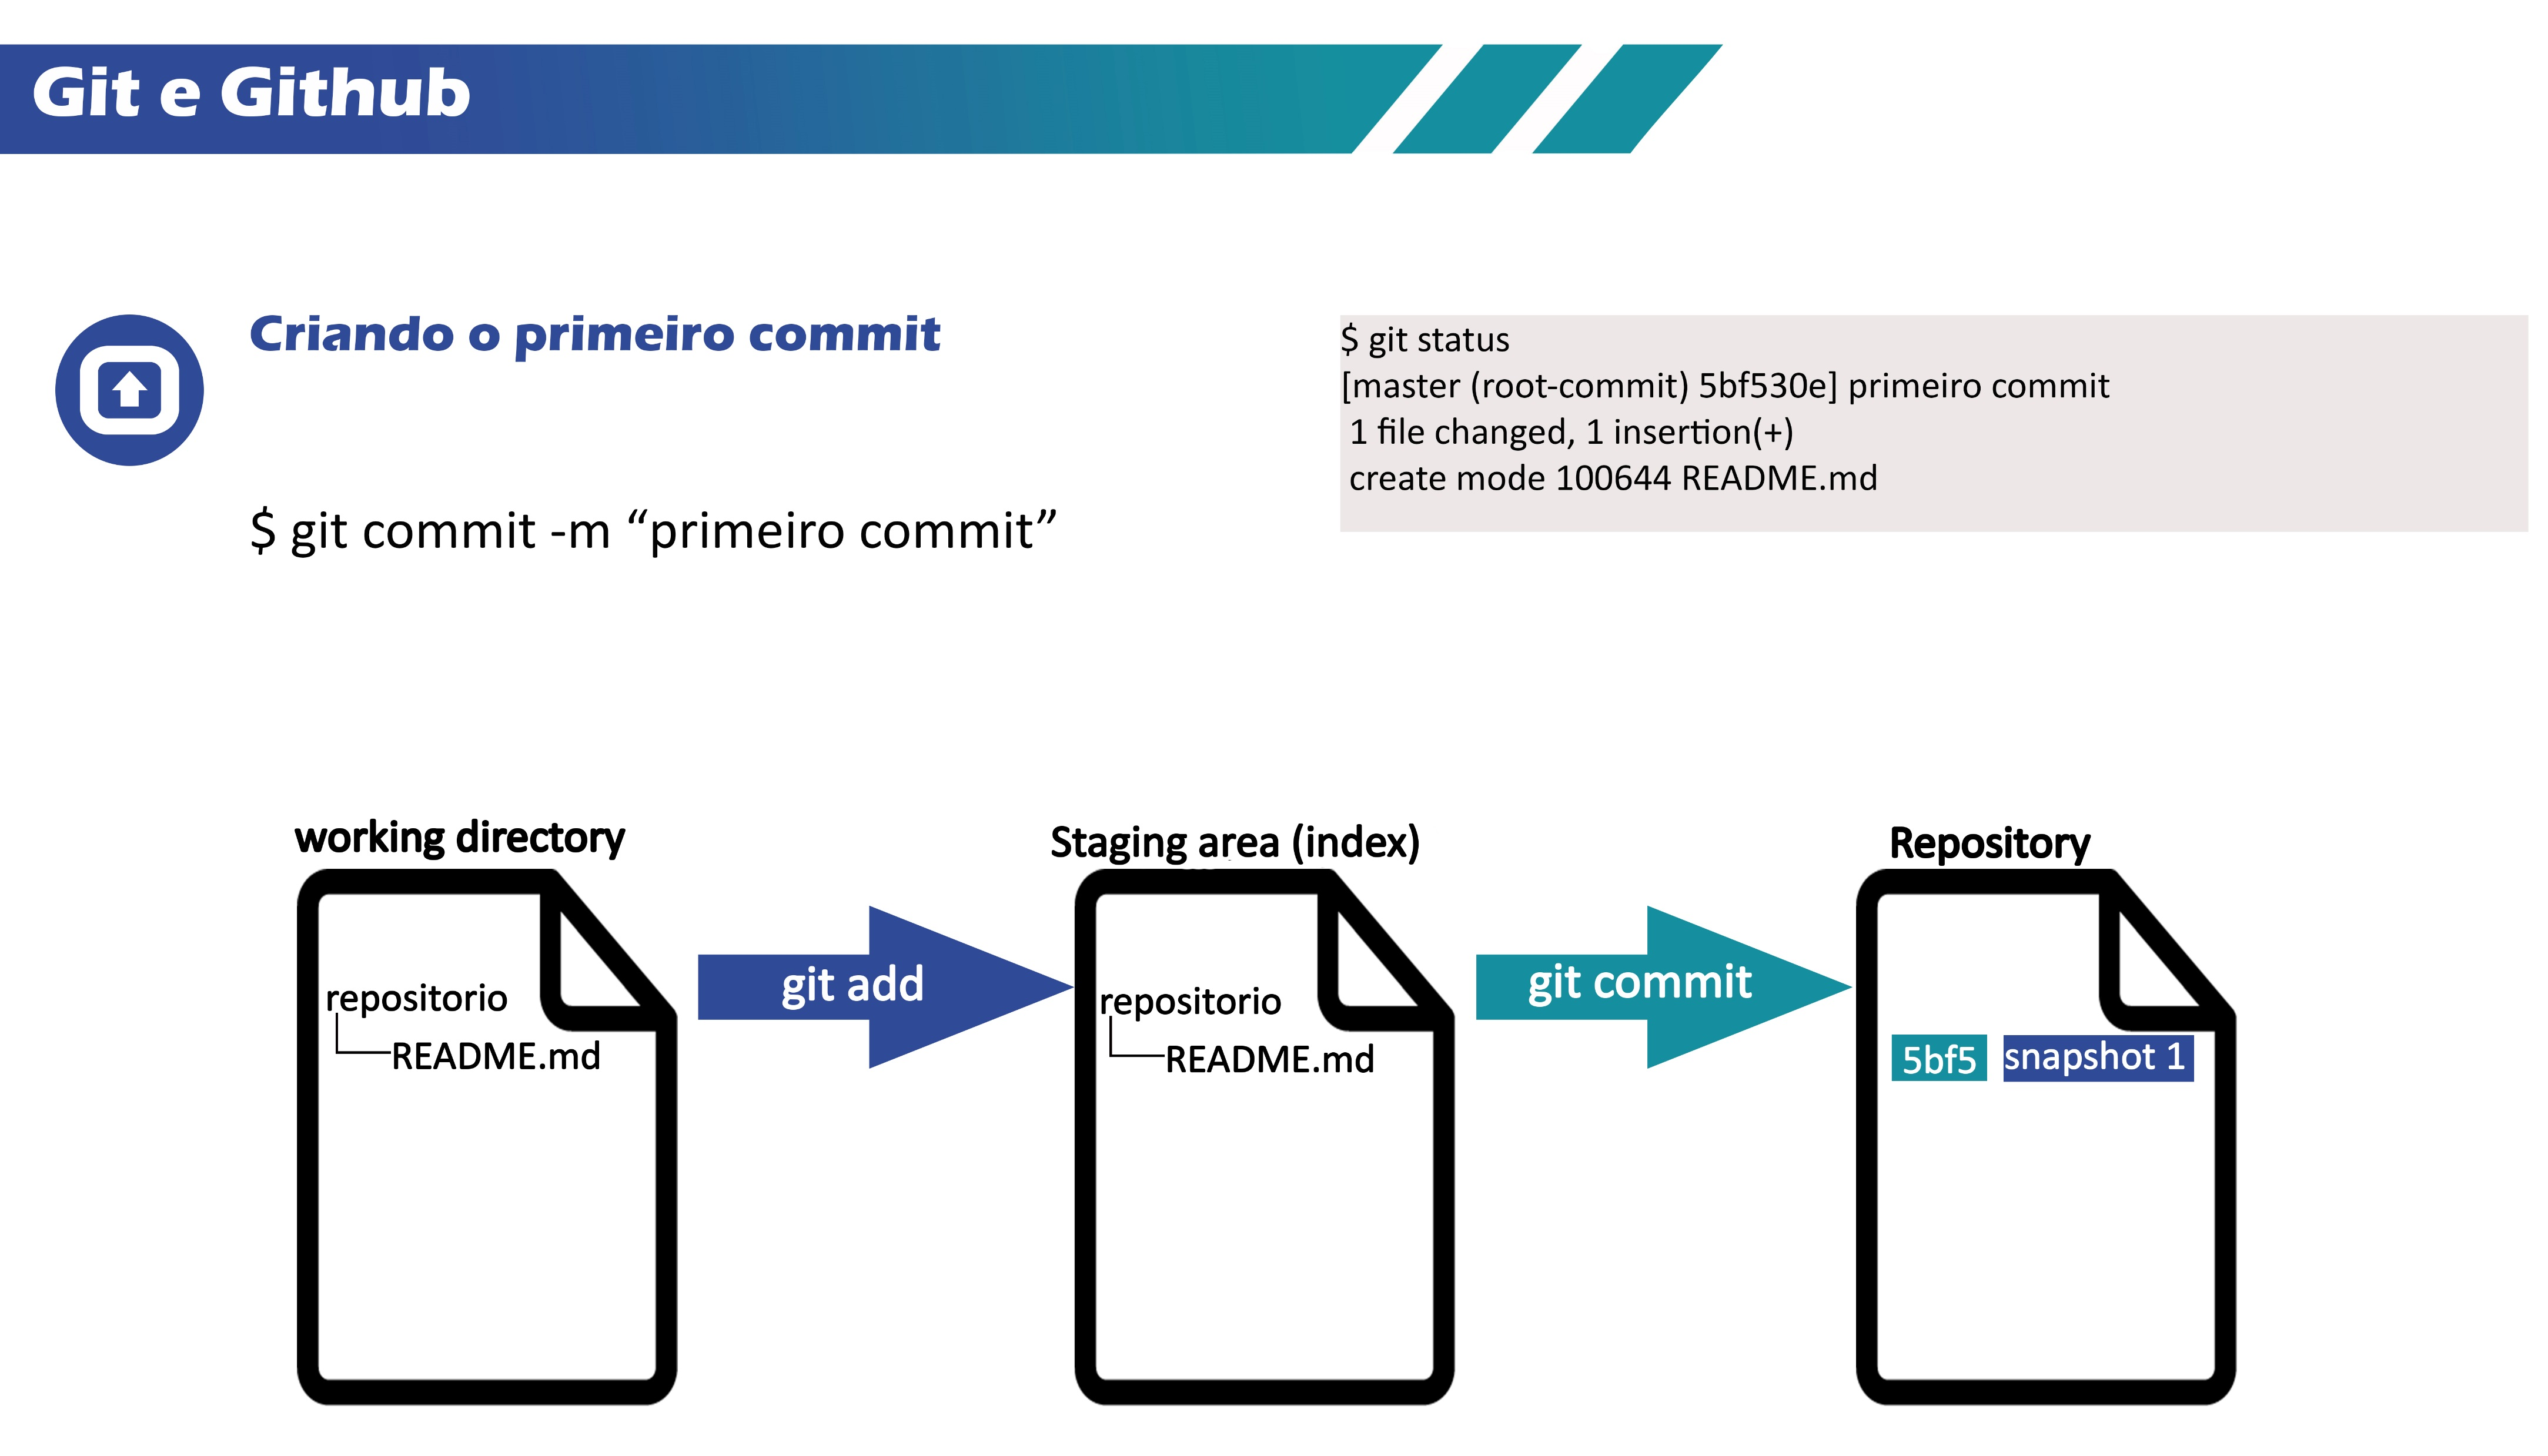 Git e Github
Criando o primeiro commit
$ git commit -m “primeiro commit”
$ git status
[master (root-commit) 5bf530e] primeiro commit
1 file changed, 1 insertion(+)
create mode 100644 README.md
working directory
repositorio
README.md
git add
Staging area (index)
repositorio
README.md
git commit
Repository
5bf5
snapshot 1